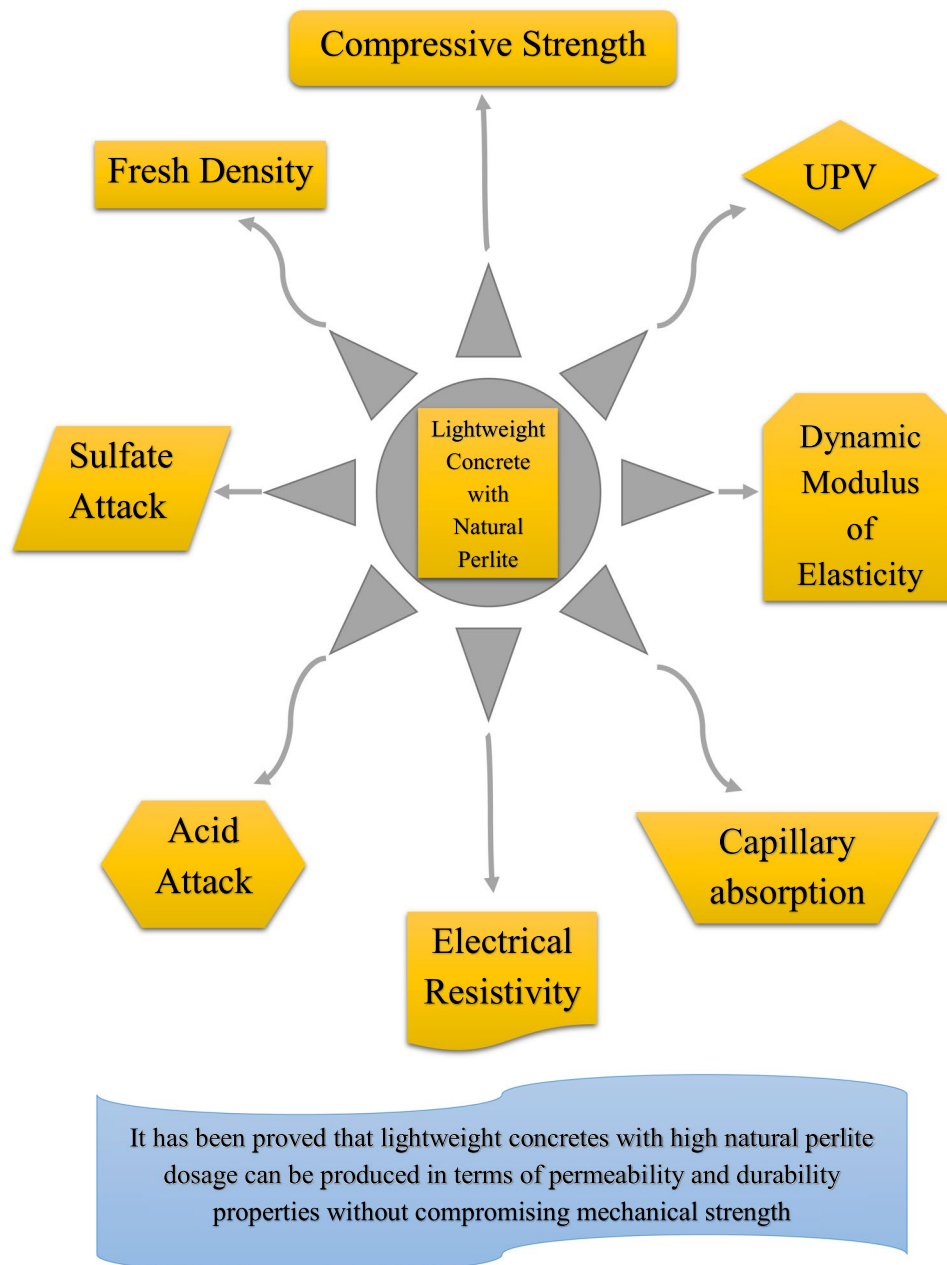 Compressive Strength
Fresh Density
UPV
Lightweight
Concrete
with
Natural
Perlite
Sulfate
Attack
Dynamic
Modulus
of
Elasticity
Acid
Attack
Capillary
absorption
Electrical
Resistivity
It has been proved that lightweight concretes with high natural perlite
dosage can be produced in terms of permeability and durability
properties without compromising mechanical strength